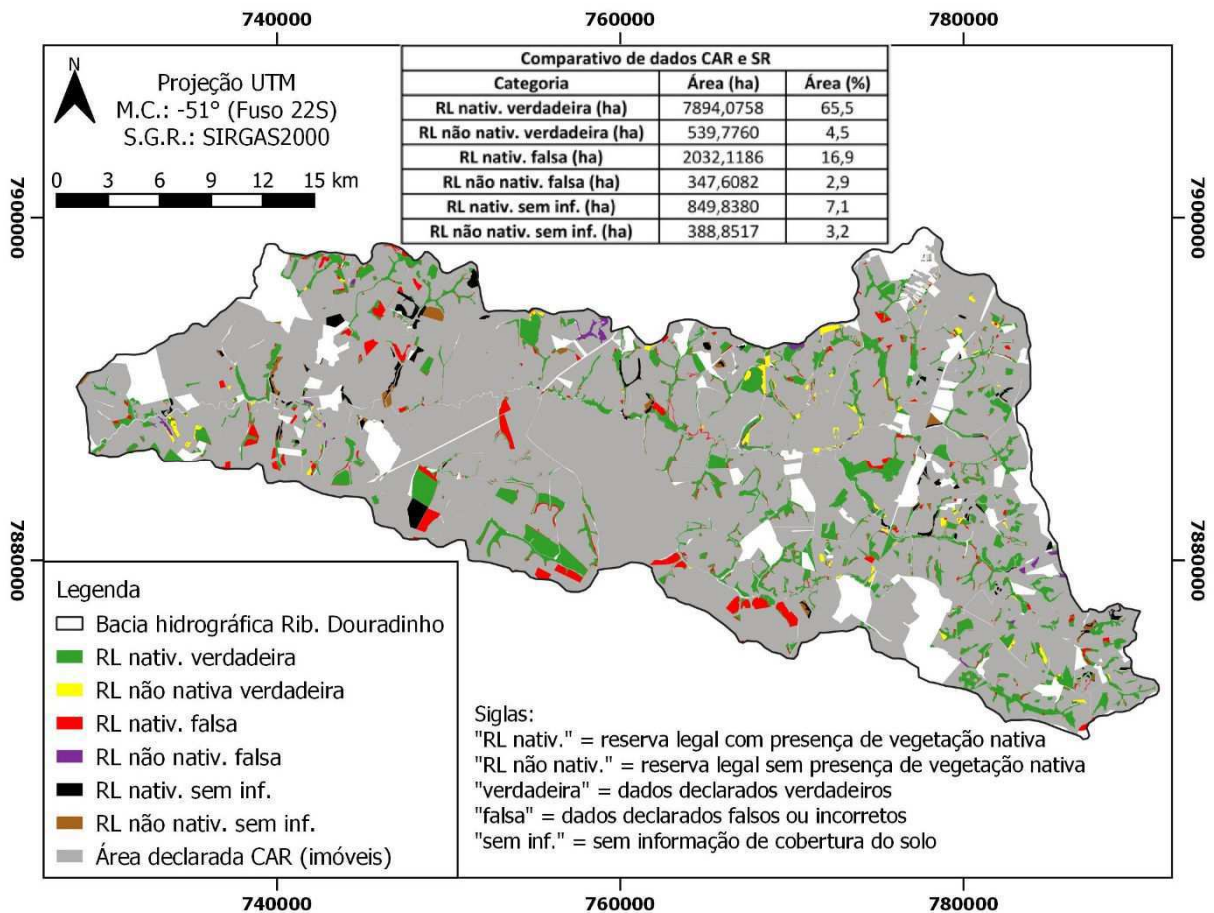 740000 760000 780000
N
Projeção UTM
M.C.: -51° (Fuso 22S)
S.G.R.: SIRGAS2000
0 3 6 9 12 15 km
Comparativo de dados CAR e SR
Categoria Área (ha) Área (%)
RL nativ. verdadeira (ha) 7894,0758 65,5
RL não nativ. verdadeira (ha) 539,7760 4,5
RL nativ. falsa (ha) 2032,1186 16,9
RL não nativ. falsa (ha) 347,6082 2,9
RL nativ. sem inf. (ha) 849,8380 7,1
RL não nativ. sem inf. (ha) 388,8517 3,2
7900000 7900000
7880000 7880000
Legenda
Bacia hidrográfica Rib. Douradinho
RL nativ. verdadeira
RL não nativa verdadeira
RL nativ. falsa
RL não nativ. falsa
RL nativ. sem inf.
RL não nativ. sem inf.
Área declarada CAR (imóveis)
Siglas:
"RL nativ." = reserva legal com presença de vegetação nativa
"RL não nativ." = reserva legal sem presença de vegetação nativa
"verdadeira" = dados declarados verdadeiros
"falsa" = dados declarados falsos ou incorretos
"sem inf." = sem informação de cobertura do solo
740000 760000 780000